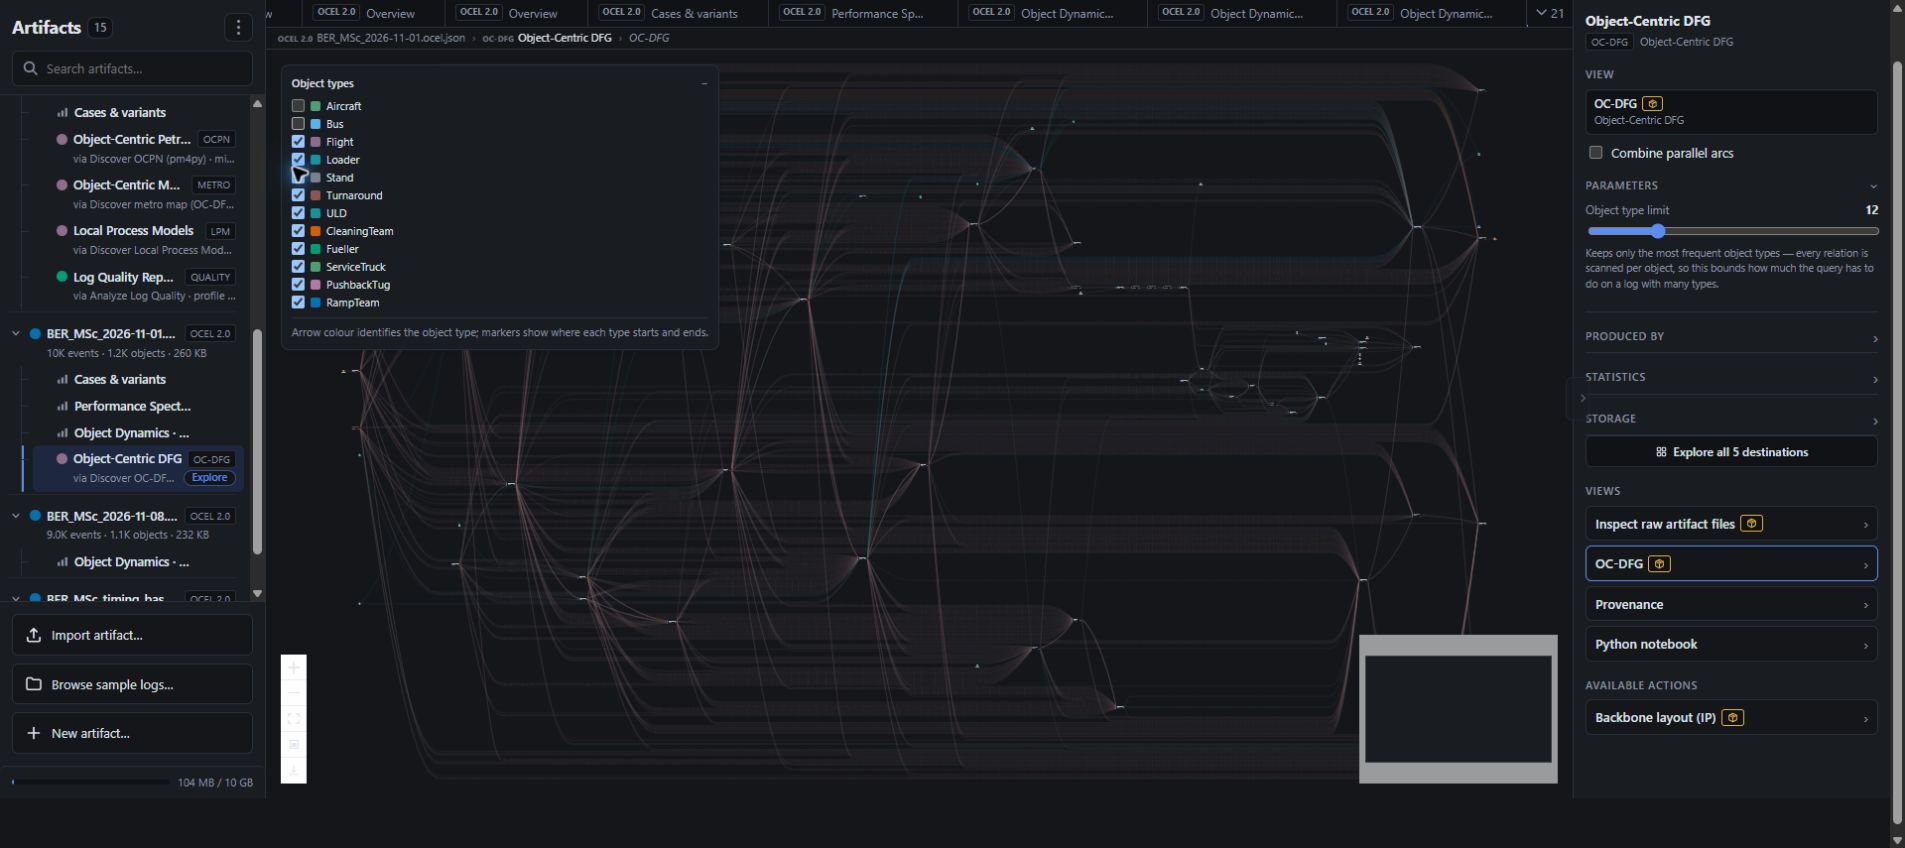 Artifacts 15
Search artifacts...
Cases & variants
Object-Centric Petr... OCPN
via Discover OCPN (pm4py) · mi...
Object-Centric M... METRO
via Discover metro map (OC-DF...
Local Process Models LPM
via Discover Local Process Mod...
Log Quality Rep... QUALITY
via Analyze Log Quality · profile ...
BER_MSc_2026-11-01.... OCEL 2.0
10K events · 1.2K objects · 260 KB
Cases & variants
Performance Spect...
Object Dynamics · ...
Object-Centric DFG OC-DFG
via Discover OC-DF... Explore
BER_MSc_2026-11-08.... OCEL 2.0
9.0K events · 1.1K objects · 232 KB
Object Dynamics · ...
BER_MSc_timing_bas... OCEL 2.0
Import artifact...
Browse sample logs...
New artifact...
104 MB / 10 GB
w OCEL 2.0 Overview OCEL 2.0 Overview OCEL 2.0 Cases & variants OCEL 2.0 Performance Sp... OCEL 2.0 Object Dynamic... OCEL 2.0 Object Dynamic... OCEL 2.0 Object Dynamic... 21
OCEL 2.0 BER_MSc_2026-11-01.ocel.json › OC-DFG Object-Centric DFG › OC-DFG
Object types
Aircraft
Bus
Flight
Loader
Stand
Turnaround
ULD
CleaningTeam
Fueller
ServiceTruck
PushbackTug
RampTeam
Arrow colour identifies the object type; markers show where each type starts and ends.
Object-Centric DFG
OC-DFG Object-Centric DFG
VIEW
OC-DFG
Object-Centric DFG
Combine parallel arcs
PARAMETERS
Object type limit 12
Keeps only the most frequent object types — every relation is
scanned per object, so this bounds how much the query has to
do on a log with many types.
PRODUCED BY
STATISTICS
STORAGE
Explore all 5 destinations
VIEWS
Inspect raw artifact files
OC-DFG
Provenance
Python notebook
AVAILABLE ACTIONS
Backbone layout (IP)